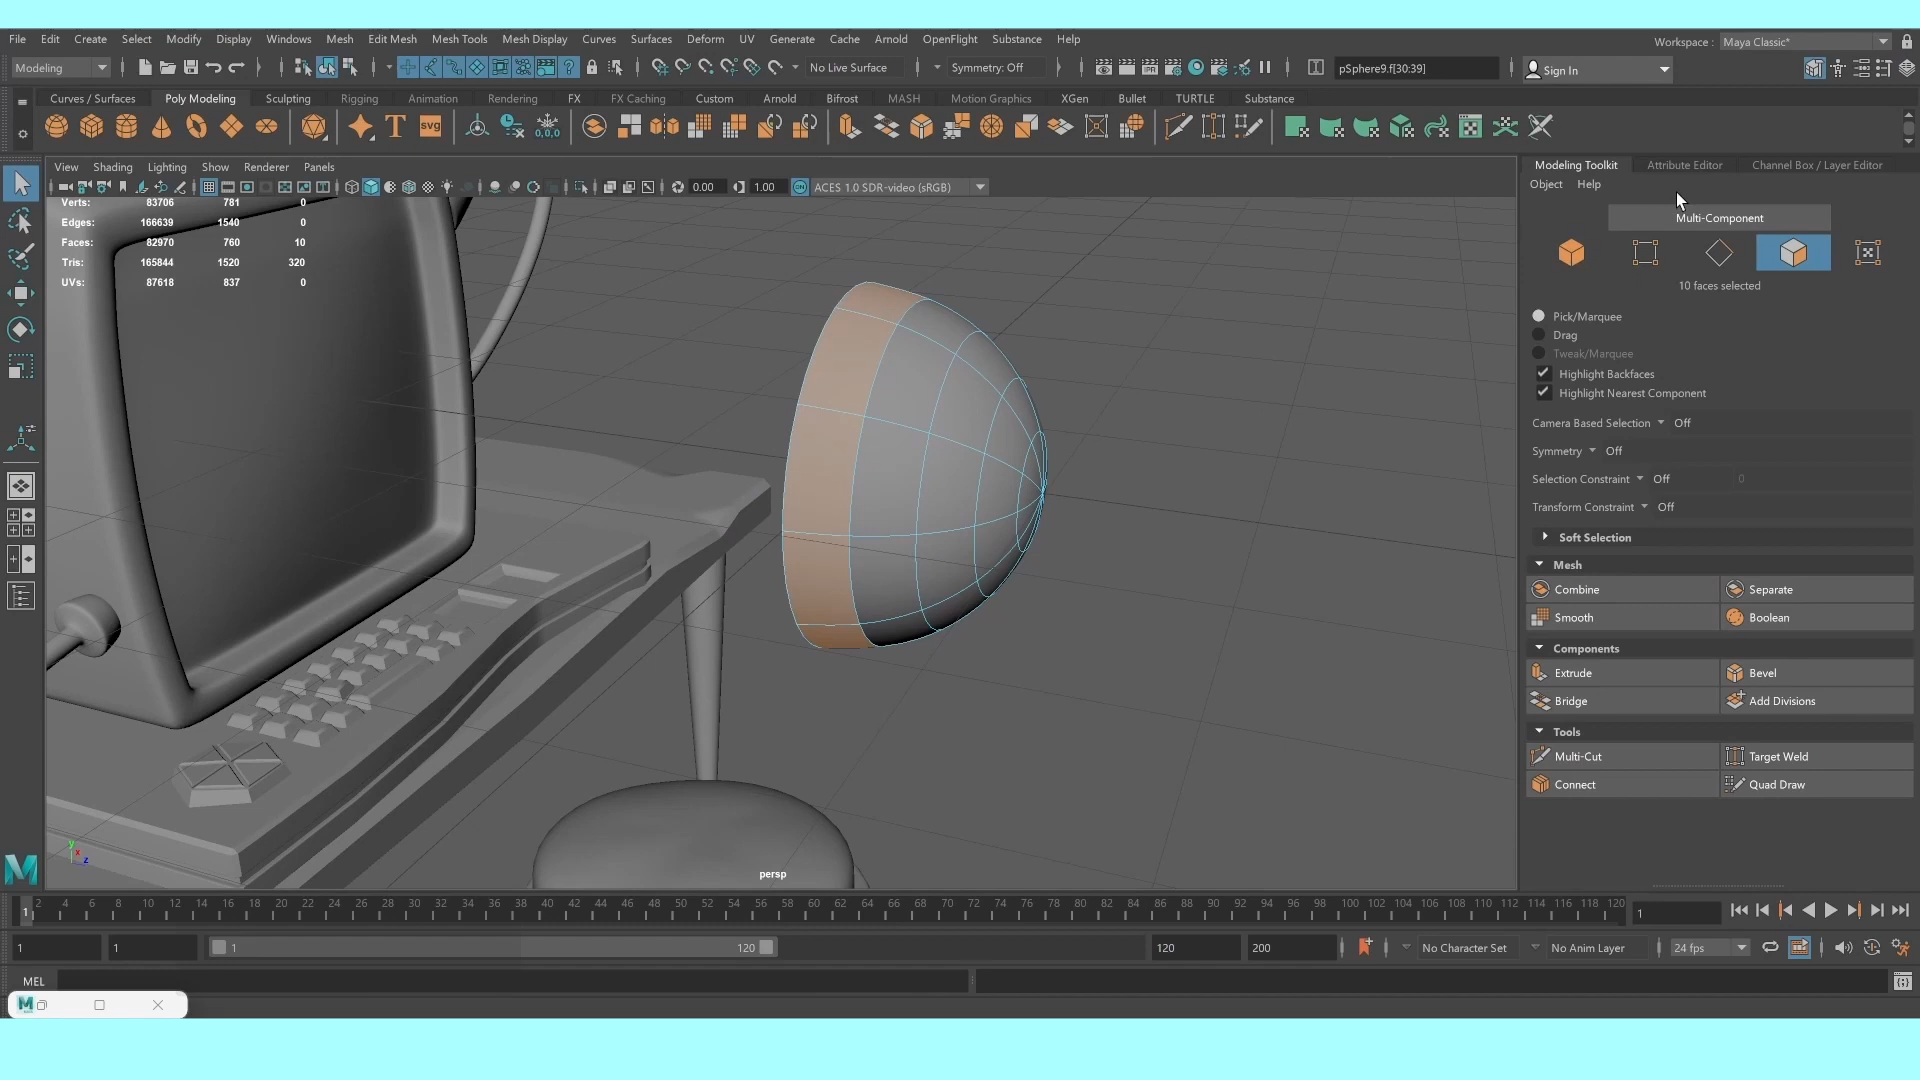 File Edit Create Select Modify Display Windows Mesh Edit Mesh Mesh Tools Mesh Display Curves Surfaces Deform UV Generate Cache Arnold OpenFlight Substance Help
Workspace : Maya Classic*
Modeling No Live Surface Symmetry: Off pSphere9.f[30:39] Sign In
Curves / Surfaces Poly Modeling Sculpting Rigging Animation Rendering FX FX Caching Custom Arnold Bifrost MASH Motion Graphics XGen Bullet TURTLE Substance
View Shading Lighting Show Renderer Panels
0.00 1.00 ACES 1.0 SDR-video (sRGB)
Verts: 83706 781 0
Edges: 166639 1540 0
Faces: 82970 760 10
Tris: 165844 1520 320
UVs: 87618 837 0
persp
Modeling Toolkit Attribute Editor Channel Box / Layer Editor
Object Help
Multi-Component
10 faces selected
Pick/Marquee
Drag
Tweak/Marquee
Highlight Backfaces
Highlight Nearest Component
Camera Based Selection Off
Symmetry Off
Selection Constraint Off 0
Transform Constraint Off
Soft Selection
Mesh
Combine Separate
Smooth Boolean
Components
Extrude Bevel
Bridge Add Divisions
Tools
Multi-Cut Target Weld
Connect Quad Draw
1 2 4 6 8 10 12 14 16 18 20 22 24 26 28 30 32 34 36 38 40 42 44 46 48 50 52 54 56 58 60 62 64 66 68 70 72 74 76 78 80 82 84 86 88 90 92 94 96 98 100 102 104 106 108 110 112 114 116 118 120 1
1 1 1 120 120 200 No Character Set No Anim Layer 24 fps
MEL